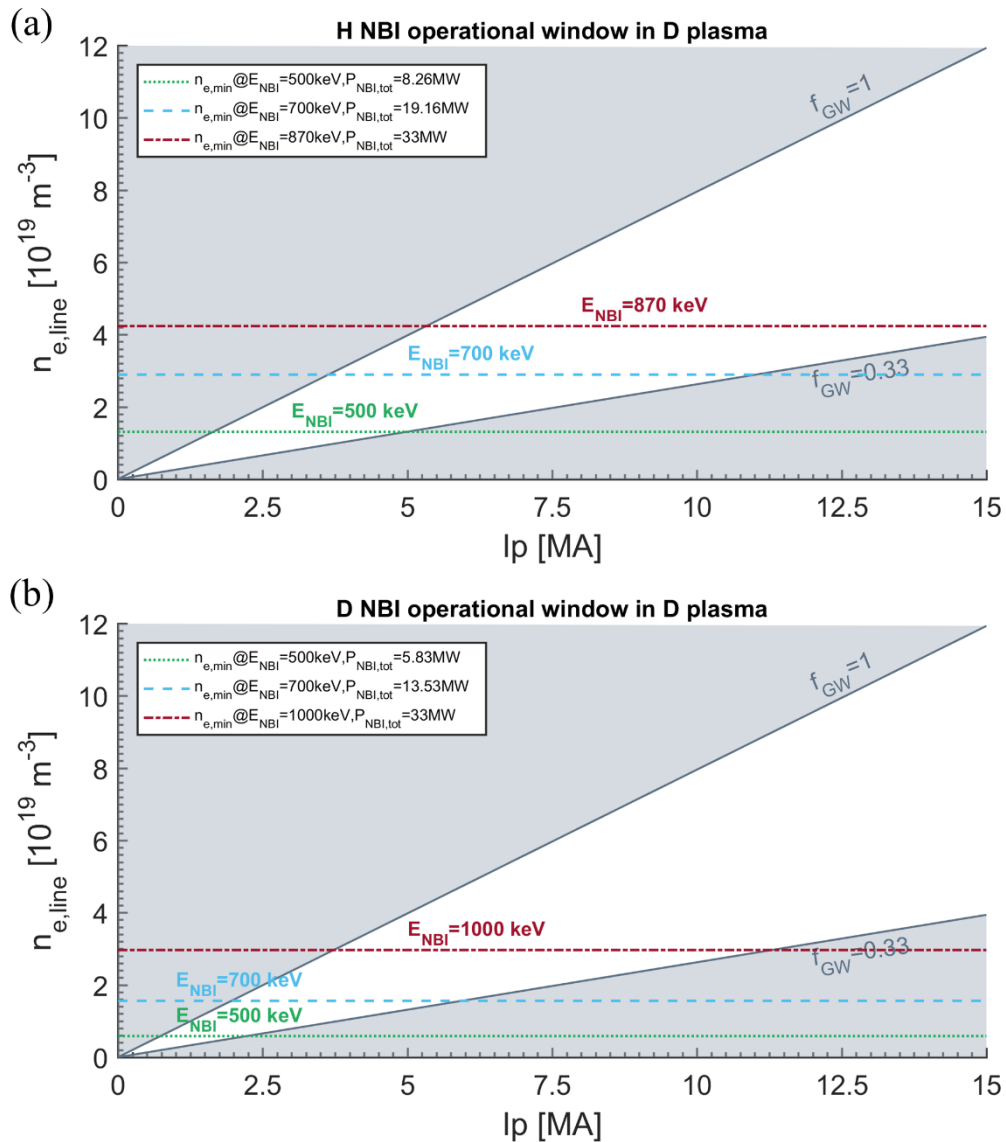 (a)
H NBI operational window in D plasma
n_e,min@E_NBI=500keV,P_NBI,tot=8.26MW
n_e,min@E_NBI=700keV,P_NBI,tot=19.16MW
n_e,min@E_NBI=870keV,P_NBI,tot=33MW
f_GW=1
E_NBI=870 keV
E_NBI=700 keV
f_GW=0.33
E_NBI=500 keV
n_e,line [10^19 m^-3]
12
10
8
6
4
2
0
0 2.5 5 7.5 10 12.5 15
Ip [MA]
(b)
D NBI operational window in D plasma
n_e,min@E_NBI=500keV,P_NBI,tot=5.83MW
n_e,min@E_NBI=700keV,P_NBI,tot=13.53MW
n_e,min@E_NBI=1000keV,P_NBI,tot=33MW
f_GW=1
E_NBI=1000 keV
f_GW=0.33
E_NBI=700 keV
E_NBI=500 keV
n_e,line [10^19 m^-3]
12
10
8
6
4
2
0
0 2.5 5 7.5 10 12.5 15
Ip [MA]